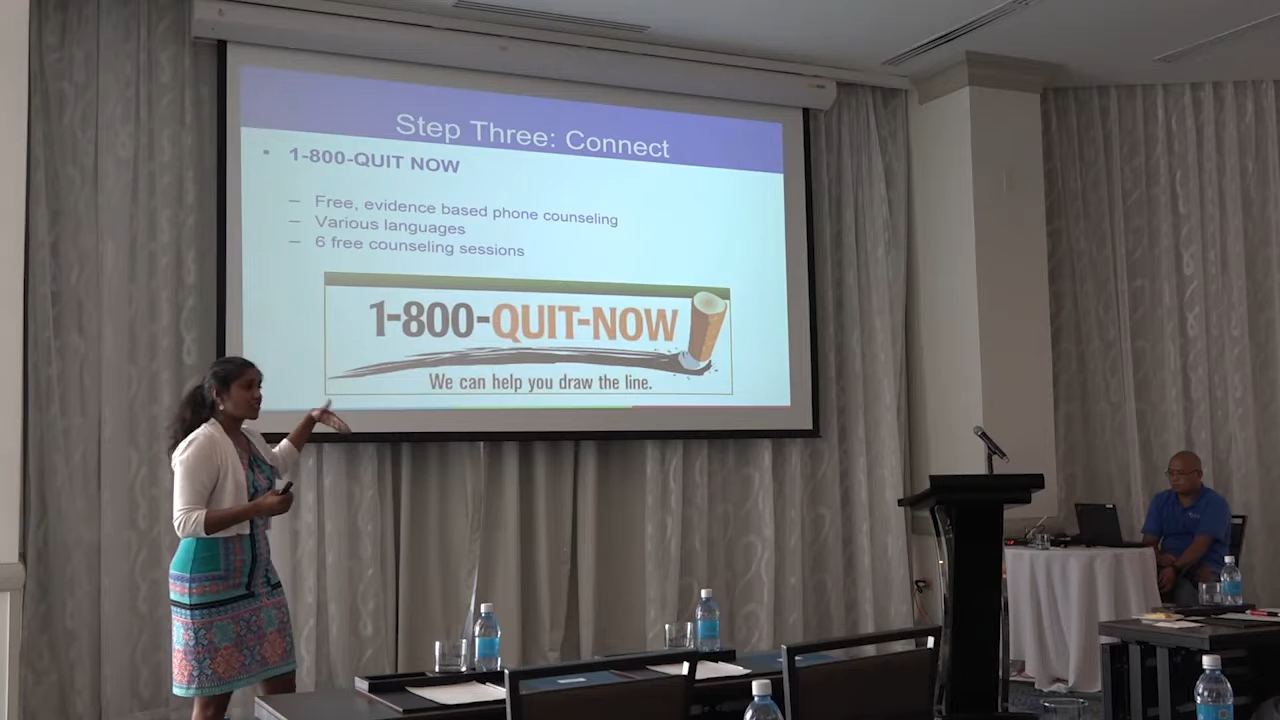 Step Three: Connect
▪ 1-800-QUIT NOW
– Free, evidence based phone counseling
– Various languages
– 6 free counseling sessions
1-800-QUIT-NOW
We can help you draw the line.